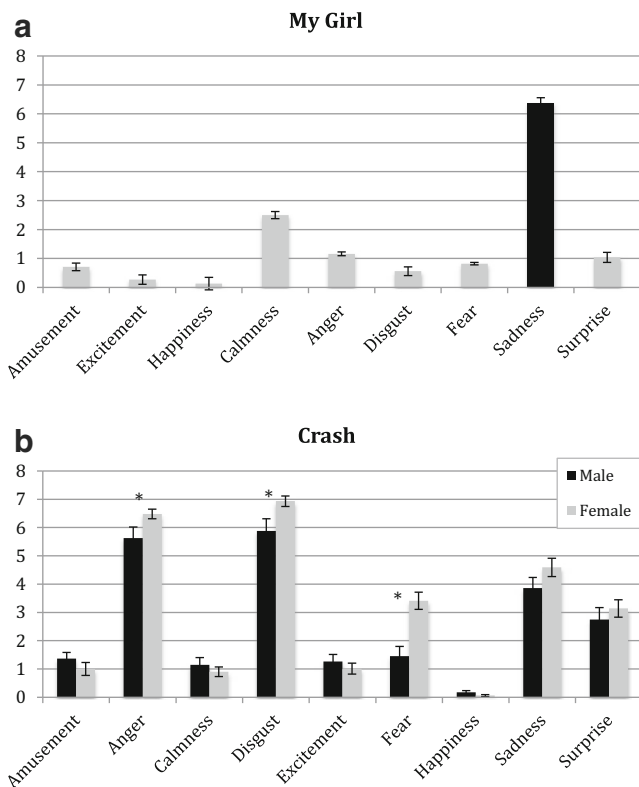 a
My Girl
8
7
6
5
4
3
2
1
0
Amusement
Excitement
Happiness
Calmness
Anger
Disgust
Fear
Sadness
Surprise
b
Crash
8
7
6
5
4
3
2
1
0
*
*
*
Male
Female
Amusement
Anger
Calmness
Disgust
Excitement
Fear
Happiness
Sadness
Surprise